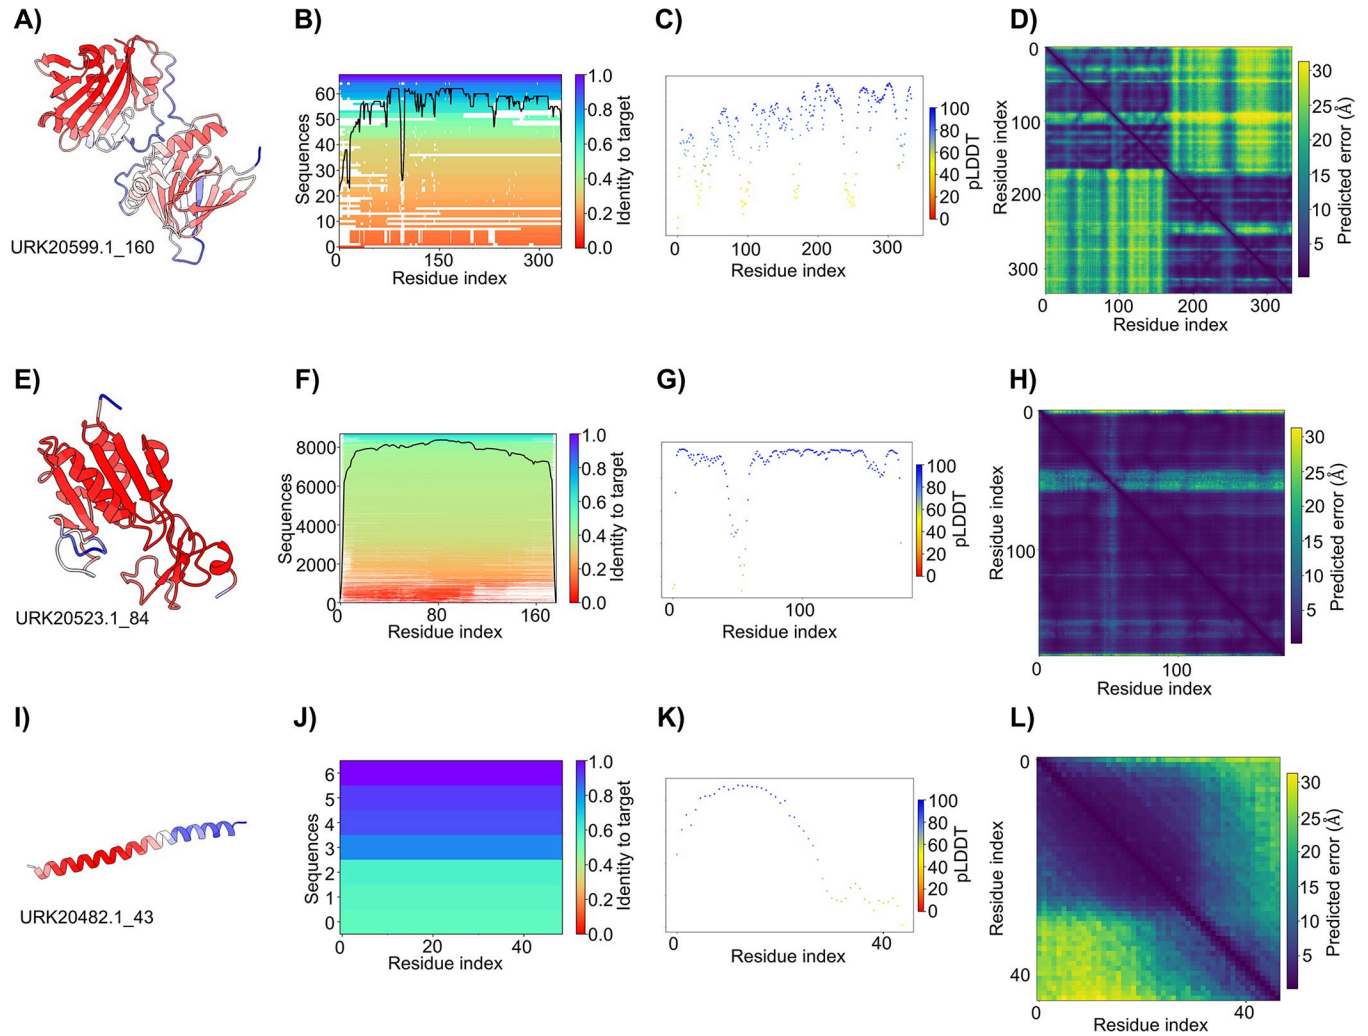 A)
URK20599.1_160
B)
Sequences
60
50
40
30
20
10
0
0 150 300
Residue index
1.0
0.8
0.6
0.4
0.2
0.0
Identity to target
C)
0 100 200 300
Residue index
100
80
60
40
20
0
pLDDT
D)
Residue index
0
100
200
300
0 100 200 300
Residue index
30
25
20
15
10
5
Predicted error (Å)
E)
URK20523.1_84
F)
Sequences
8000
6000
4000
2000
0
0 80 160
Residue index
1.0
0.8
0.6
0.4
0.2
0.0
Identity to target
G)
0 100
Residue index
100
80
60
40
20
0
pLDDT
H)
Residue index
0
100
0 100
Residue index
30
25
20
15
10
5
Predicted error (Å)
I)
URK20482.1_43
J)
Sequences
6
5
4
3
2
1
0
0 20 40
Residue index
1.0
0.8
0.6
0.4
0.2
0.0
Identity to target
K)
0 40
Residue index
100
80
60
40
20
0
pLDDT
L)
Residue index
0
40
0 40
Residue index
30
25
20
15
10
5
Predicted error (Å)